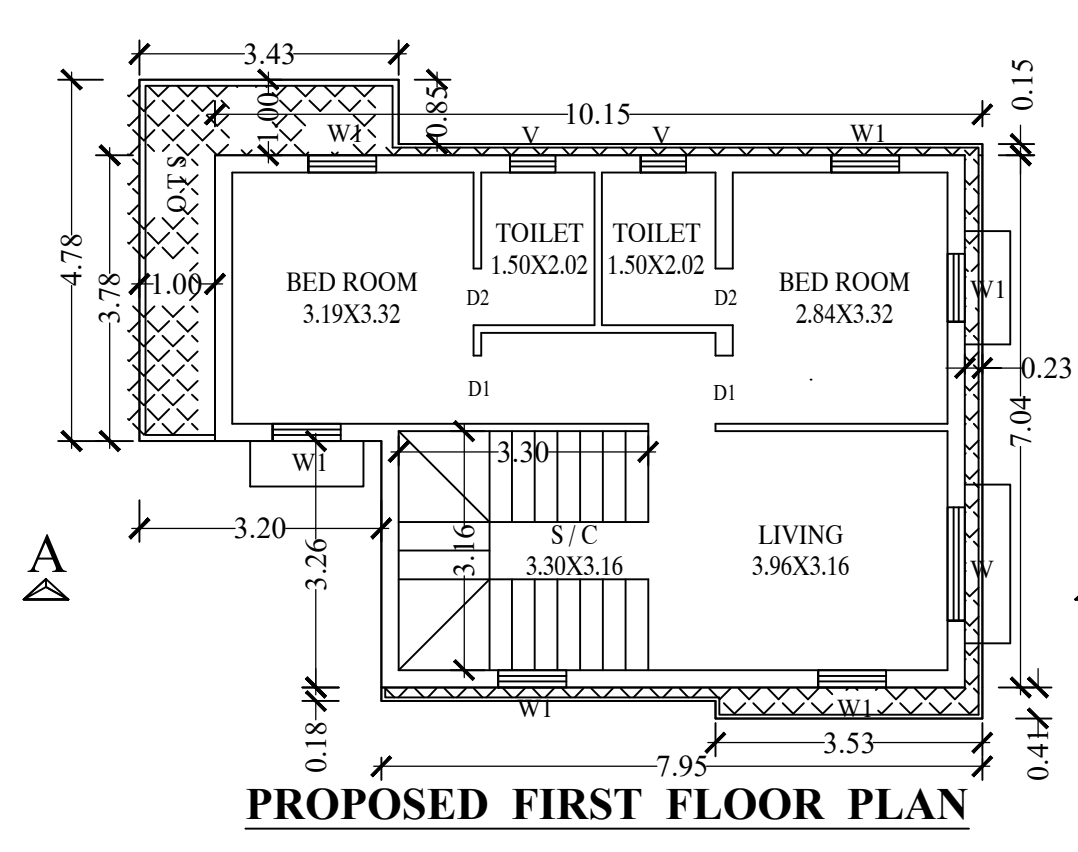 3.43
0.15
1.00
0.85
10.15
W1
V
V
W1
O.T.S
TOILET
1.50X2.02
TOILET
1.50X2.02
4.78
3.78
1.00
BED ROOM
3.19X3.32
D2
D2
BED ROOM
2.84X3.32
W1
0.23
D1
D1
7.04
3.30
W1
3.20
3.26
3.16
S / C
3.30X3.16
LIVING
3.96X3.16
W
A
W1
W1
0.18
3.53
0.41
7.95
PROPOSED FIRST FLOOR PLAN